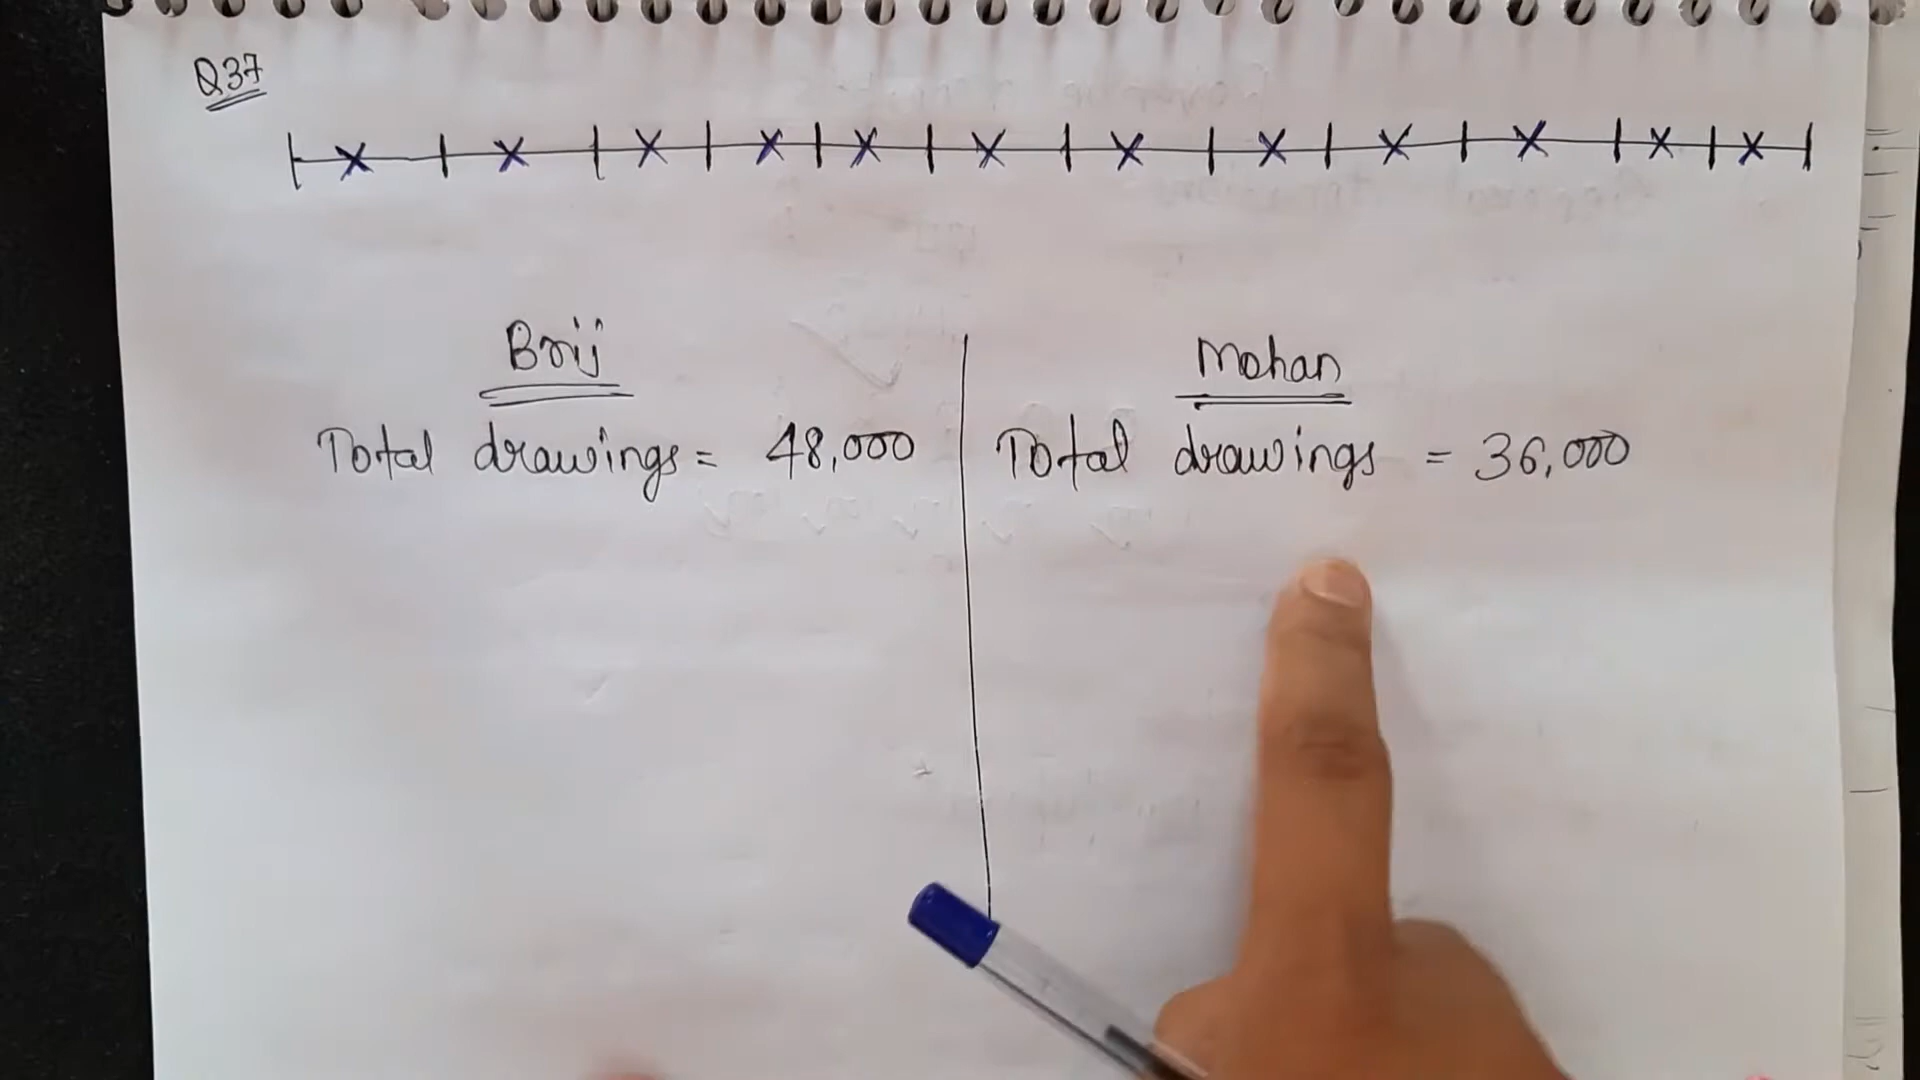 Q37
Brij
Total drawings = 48,000
Mohan
Total drawings = 36,000